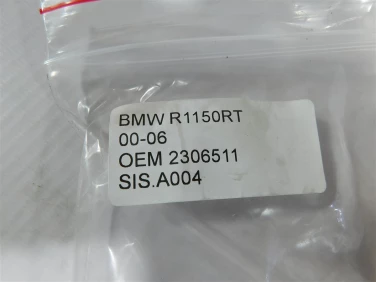 BMW R1150RT
00-06
OEM 2306511
SIS.A004